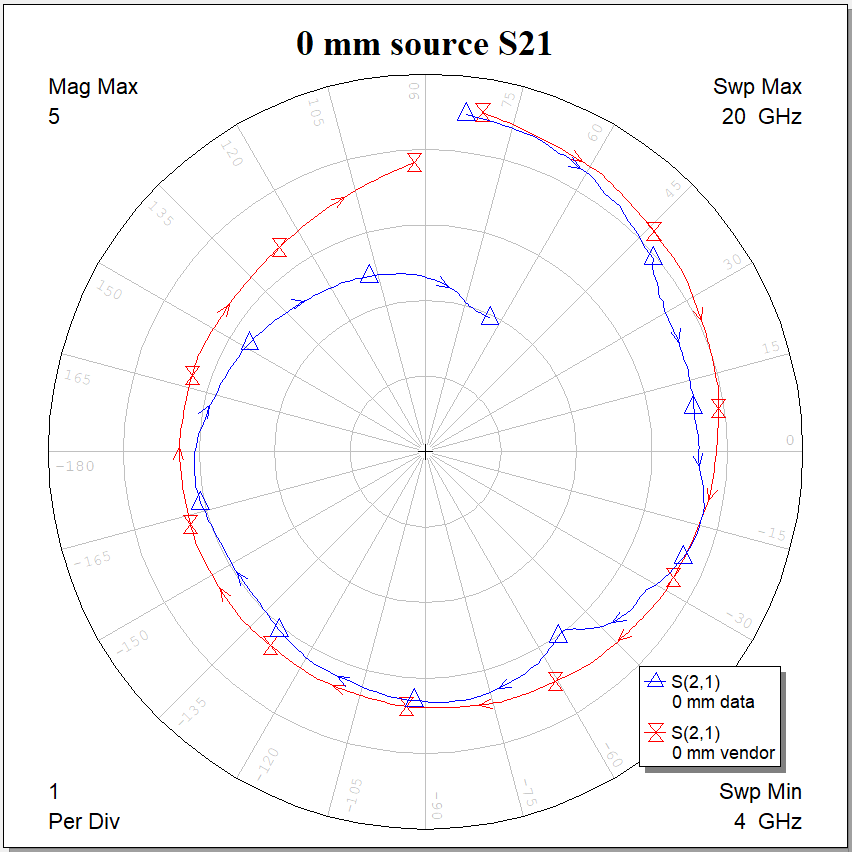 0 mm source S21
Mag Max
5
Swp Max
20 GHz
90
105
75
120
60
135
45
150
30
165
15
-180
0
-165
-15
-150
-30
-135
-120
-60
-105
-75
-90
S(2,1)
0 mm data
S(2,1)
0 mm vendor
1
Per Div
Swp Min
4 GHz